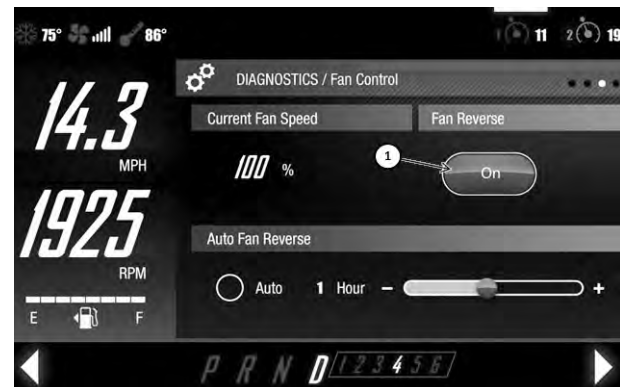 75° 86° 1 11 2 19
DIAGNOSTICS / Fan Control
14.3
MPH
Current Fan Speed Fan Reverse
100 % 1 On
1925
RPM
Auto Fan Reverse
Auto 1 Hour - +
E F
P R N D 1 2 3 4 5 6